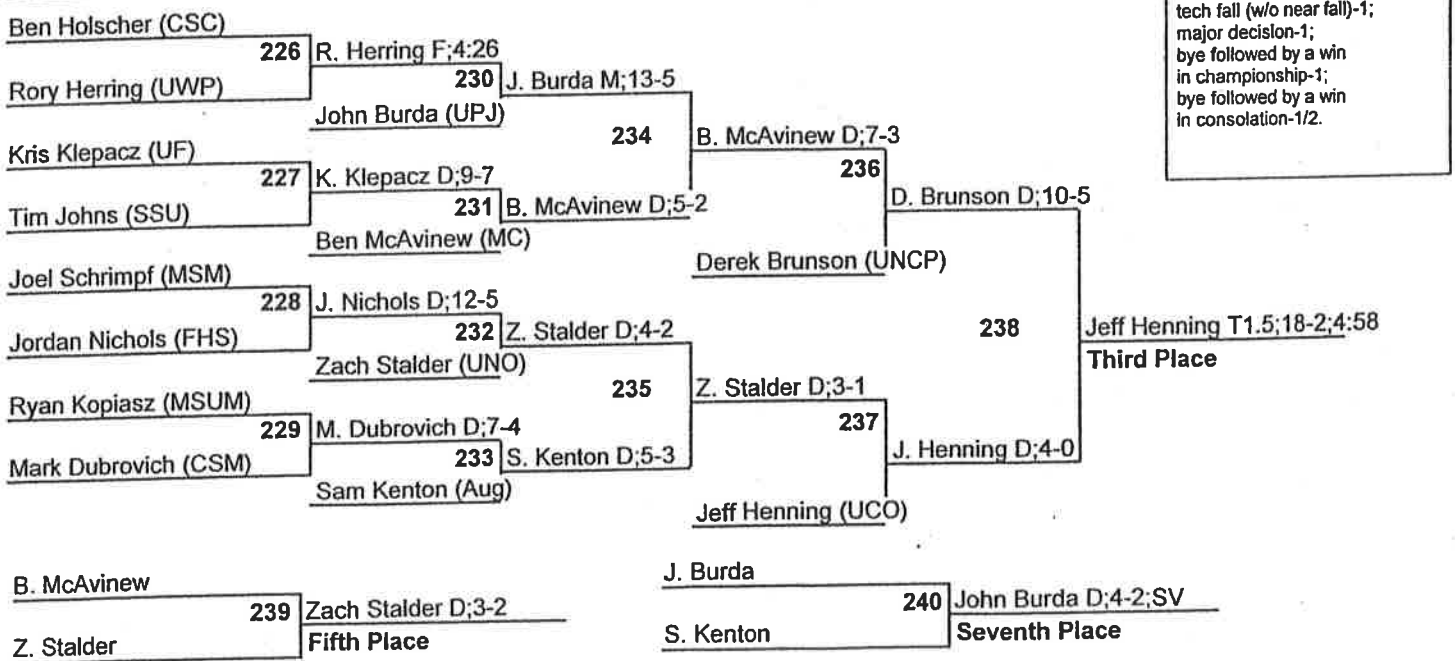 tech fall (w/o near fall)-1;
major decision-1;
bye followed by a win
in championship-1;
bye followed by a win
in consolation-1/2.
Ben Holscher (CSC)
226 R. Herring F;4:26
Rory Herring (UWP)
230 J. Burda M;13-5
John Burda (UPJ)
234 B. McAvinew D;7-3
Kris Klepacz (UF)
227 K. Klepacz D;9-7
Tim Johns (SSU)
231 B. McAvinew D;5-2
Ben McAvinew (MC)
236 D. Brunson D;10-5
Derek Brunson (UNCP)
Joel Schrimpf (MSM)
228 J. Nichols D;12-5
Jordan Nichols (FHS)
232 Z. Stalder D;4-2
Zach Stalder (UNO)
238 Jeff Henning T1.5;18-2;4:58
Third Place
235 Z. Stalder D;3-1
Ryan Kopiasz (MSUM)
229 M. Dubrovich D;7-4
Mark Dubrovich (CSM)
233 S. Kenton D;5-3
Sam Kenton (Aug)
237 J. Henning D;4-0
Jeff Henning (UCO)
B. McAvinew
239 Zach Stalder D;3-2
Z. Stalder
Fifth Place
J. Burda
240 John Burda D;4-2;SV
S. Kenton
Seventh Place